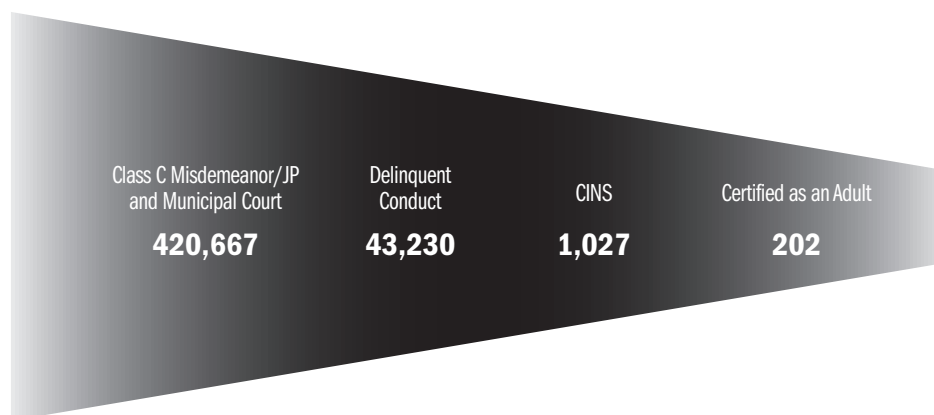 Class C Misdemeanor/JP
and Municipal Court
420,667
Delinquent
Conduct
43,230
CINS
1,027
Certified as an Adult
202